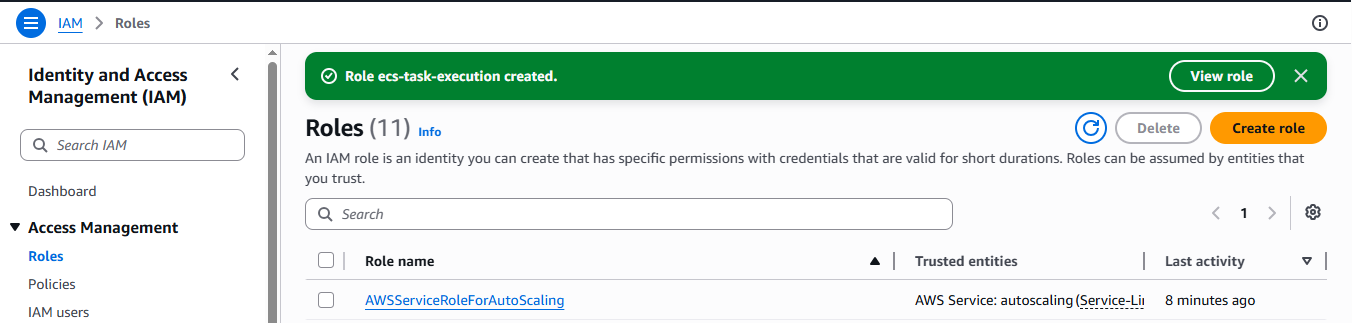 IAM > Roles
Identity and Access Management (IAM)
Search IAM
Dashboard
Access Management
Roles
Policies
IAM users
Role ecs-task-execution created.
View role
Roles (11) Info
Delete
Create role
An IAM role is an identity you can create that has specific permissions with credentials that are valid for short durations. Roles can be assumed by entities that
you trust.
Search
1
Role name
Trusted entities
Last activity
AWSServiceRoleForAutoScaling
AWS Service: autoscaling (Service-Li
8 minutes ago